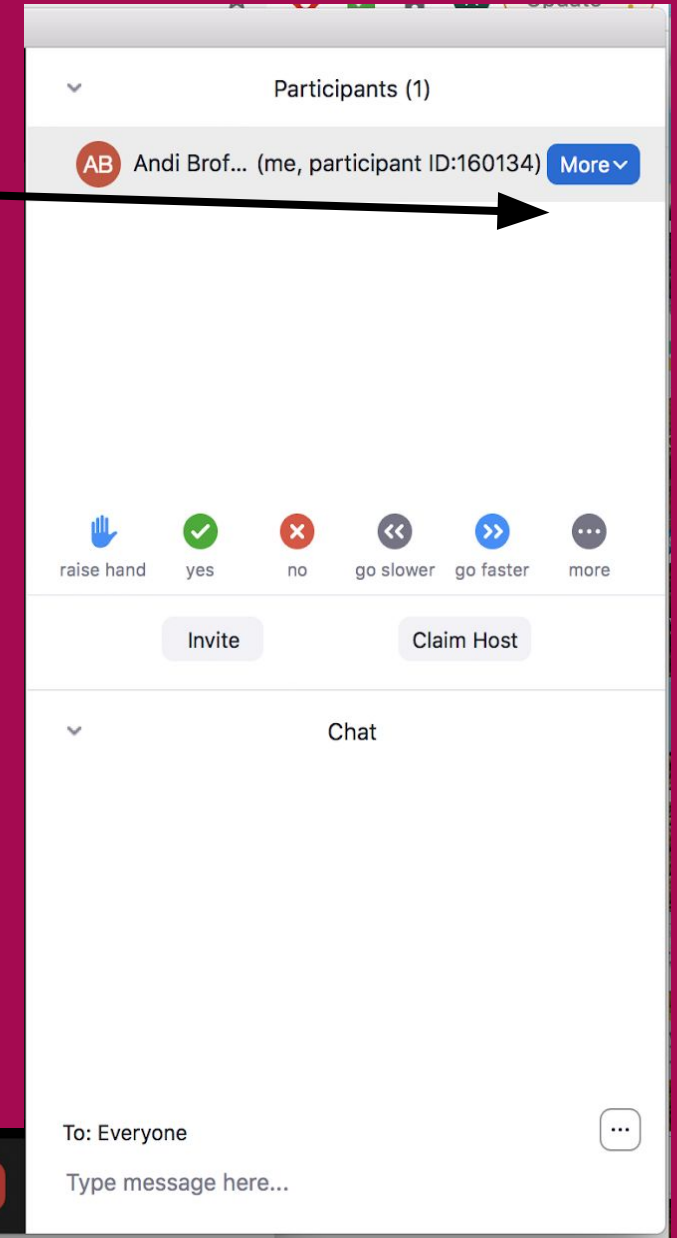 Update
Participants (1)
AB Andi Brof... (me, participant ID:160134) More
raise hand yes no go slower go faster more
Invite Claim Host
Chat
To: Everyone
Type message here...